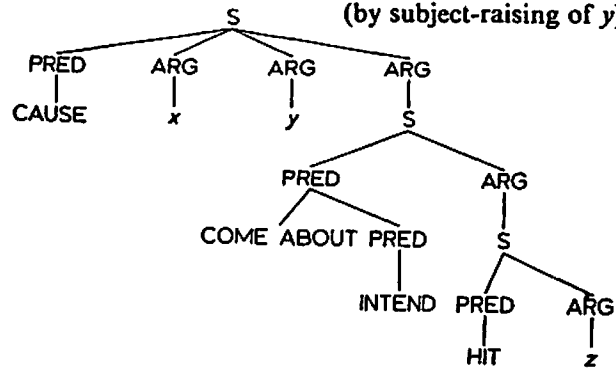 (by subject-raising of y)
S
PRED ARG ARG ARG
CAUSE x y S
PRED ARG
COME ABOUT PRED S
INTEND PRED ARG
HIT z